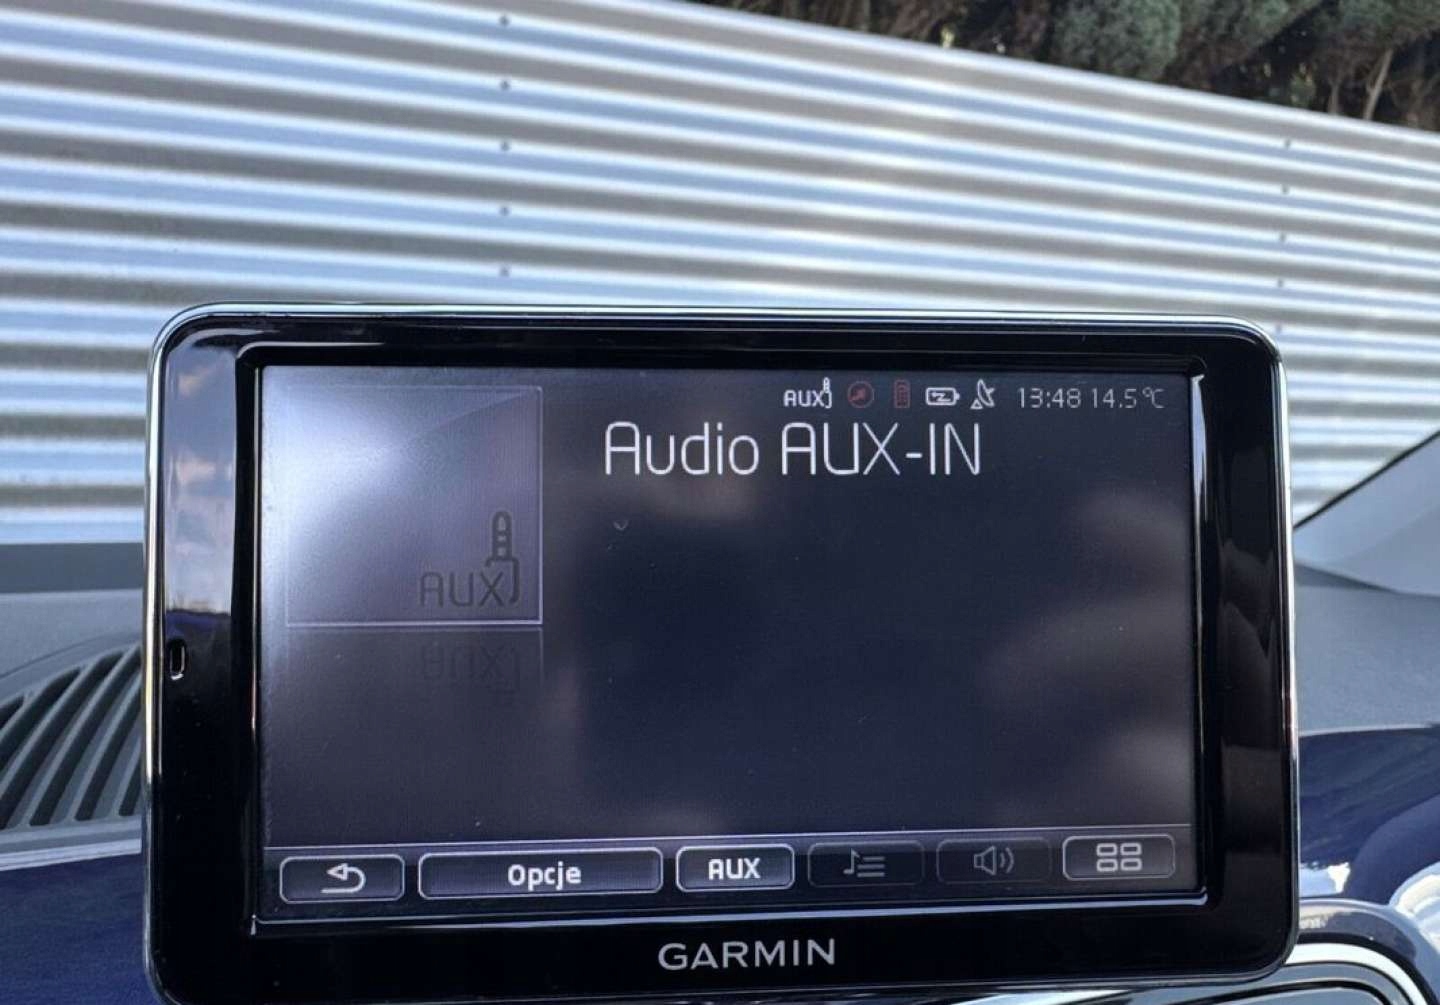 AUX 13:48 14.5°C
Audio AUX-IN
AUX
Opcje AUX
GARMIN